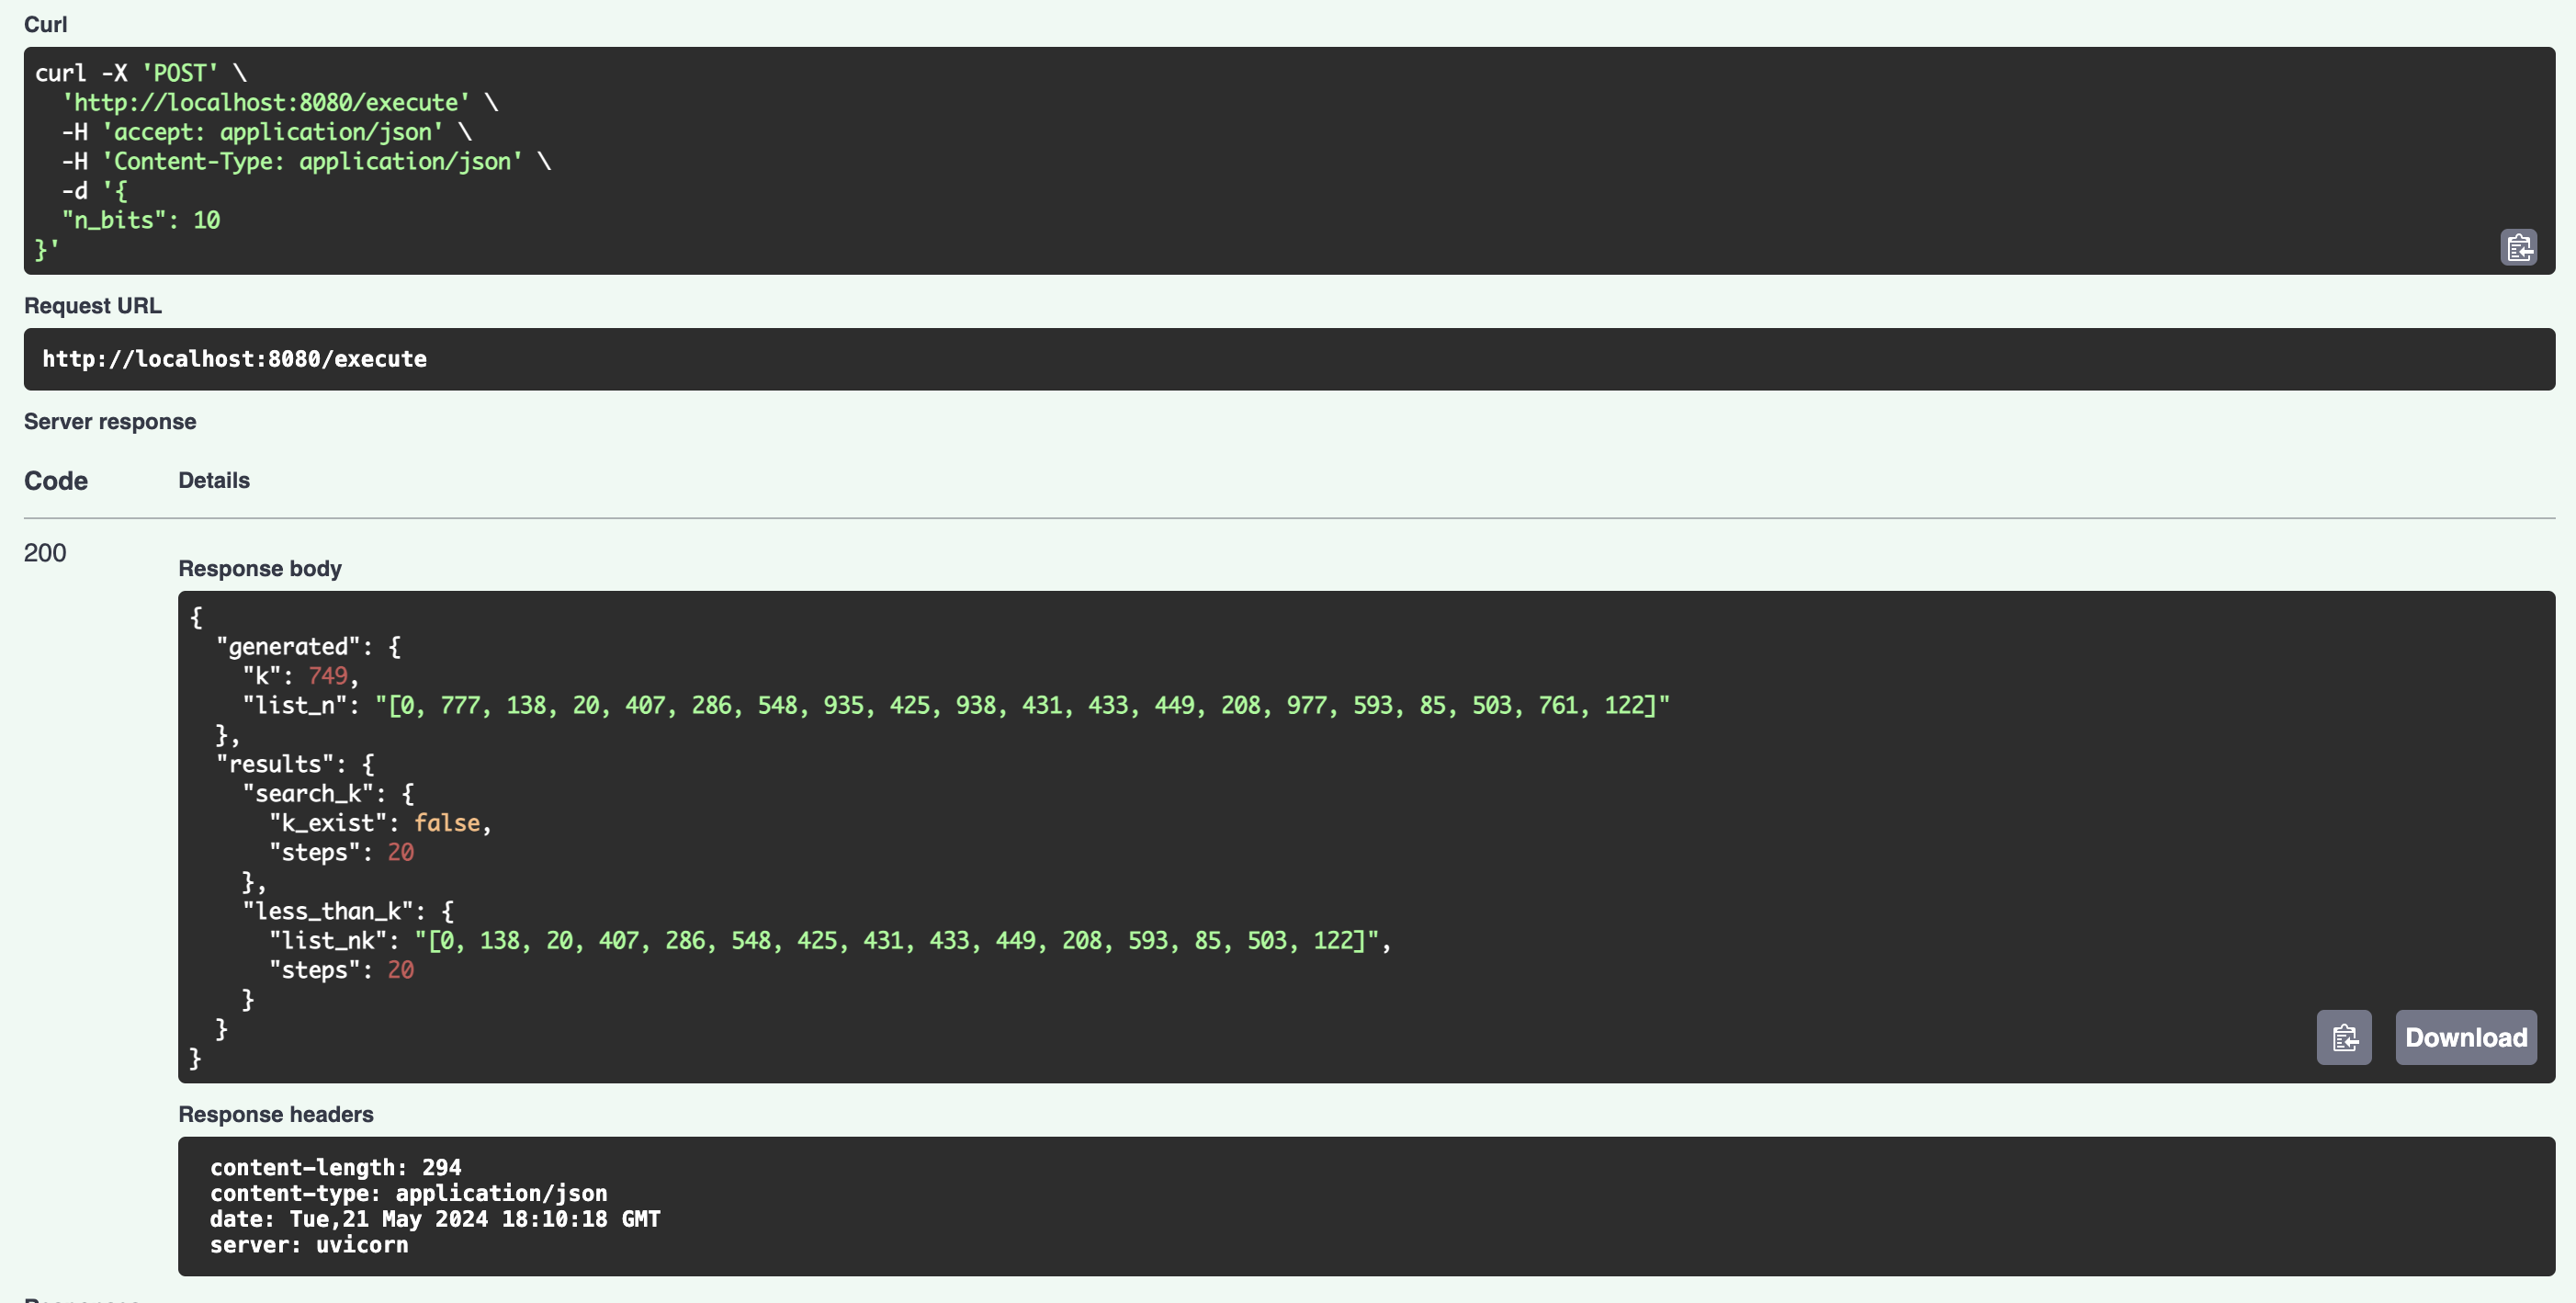 Curl
curl -X 'POST' \
  'http://localhost:8080/execute' \
  -H 'accept: application/json' \
  -H 'Content-Type: application/json' \
  -d '{
  "n_bits": 10
}'
Request URL
http://localhost:8080/execute
Server response
Code Details
200
Response body
{
  "generated": {
    "k": 749,
    "list_n": "[0, 777, 138, 20, 407, 286, 548, 935, 425, 938, 431, 433, 449, 208, 977, 593, 85, 503, 761, 122]"
  },
  "results": {
    "search_k": {
      "k_exist": false,
      "steps": 20
    },
    "less_than_k": {
      "list_nk": "[0, 138, 20, 407, 286, 548, 425, 431, 433, 449, 208, 593, 85, 503, 122]",
      "steps": 20
    }
  }
}
Download
Response headers
content-length: 294
content-type: application/json
date: Tue,21 May 2024 18:10:18 GMT
server: uvicorn